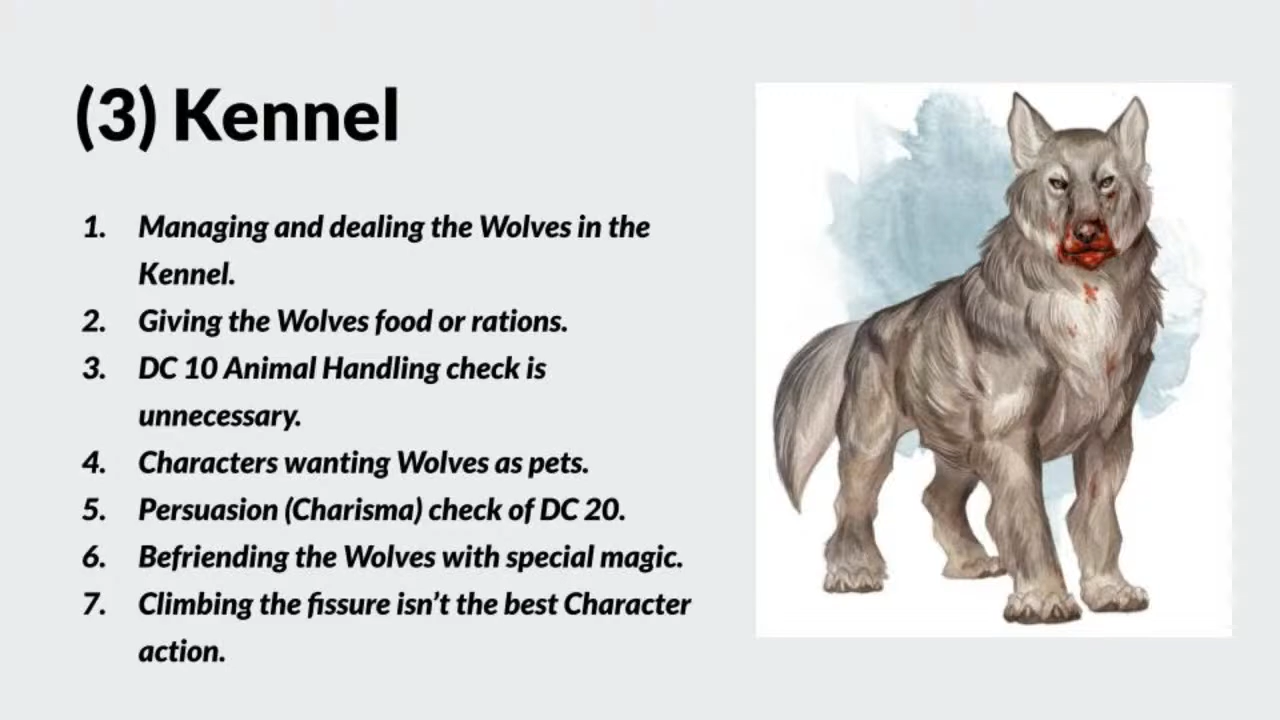 (3) Kennel
1. Managing and dealing the Wolves in the
Kennel.
2. Giving the Wolves food or rations.
3. DC 10 Animal Handling check is
unnecessary.
4. Characters wanting Wolves as pets.
5. Persuasion (Charisma) check of DC 20.
6. Befriending the Wolves with special magic.
7. Climbing the fissure isn’t the best Character
action.